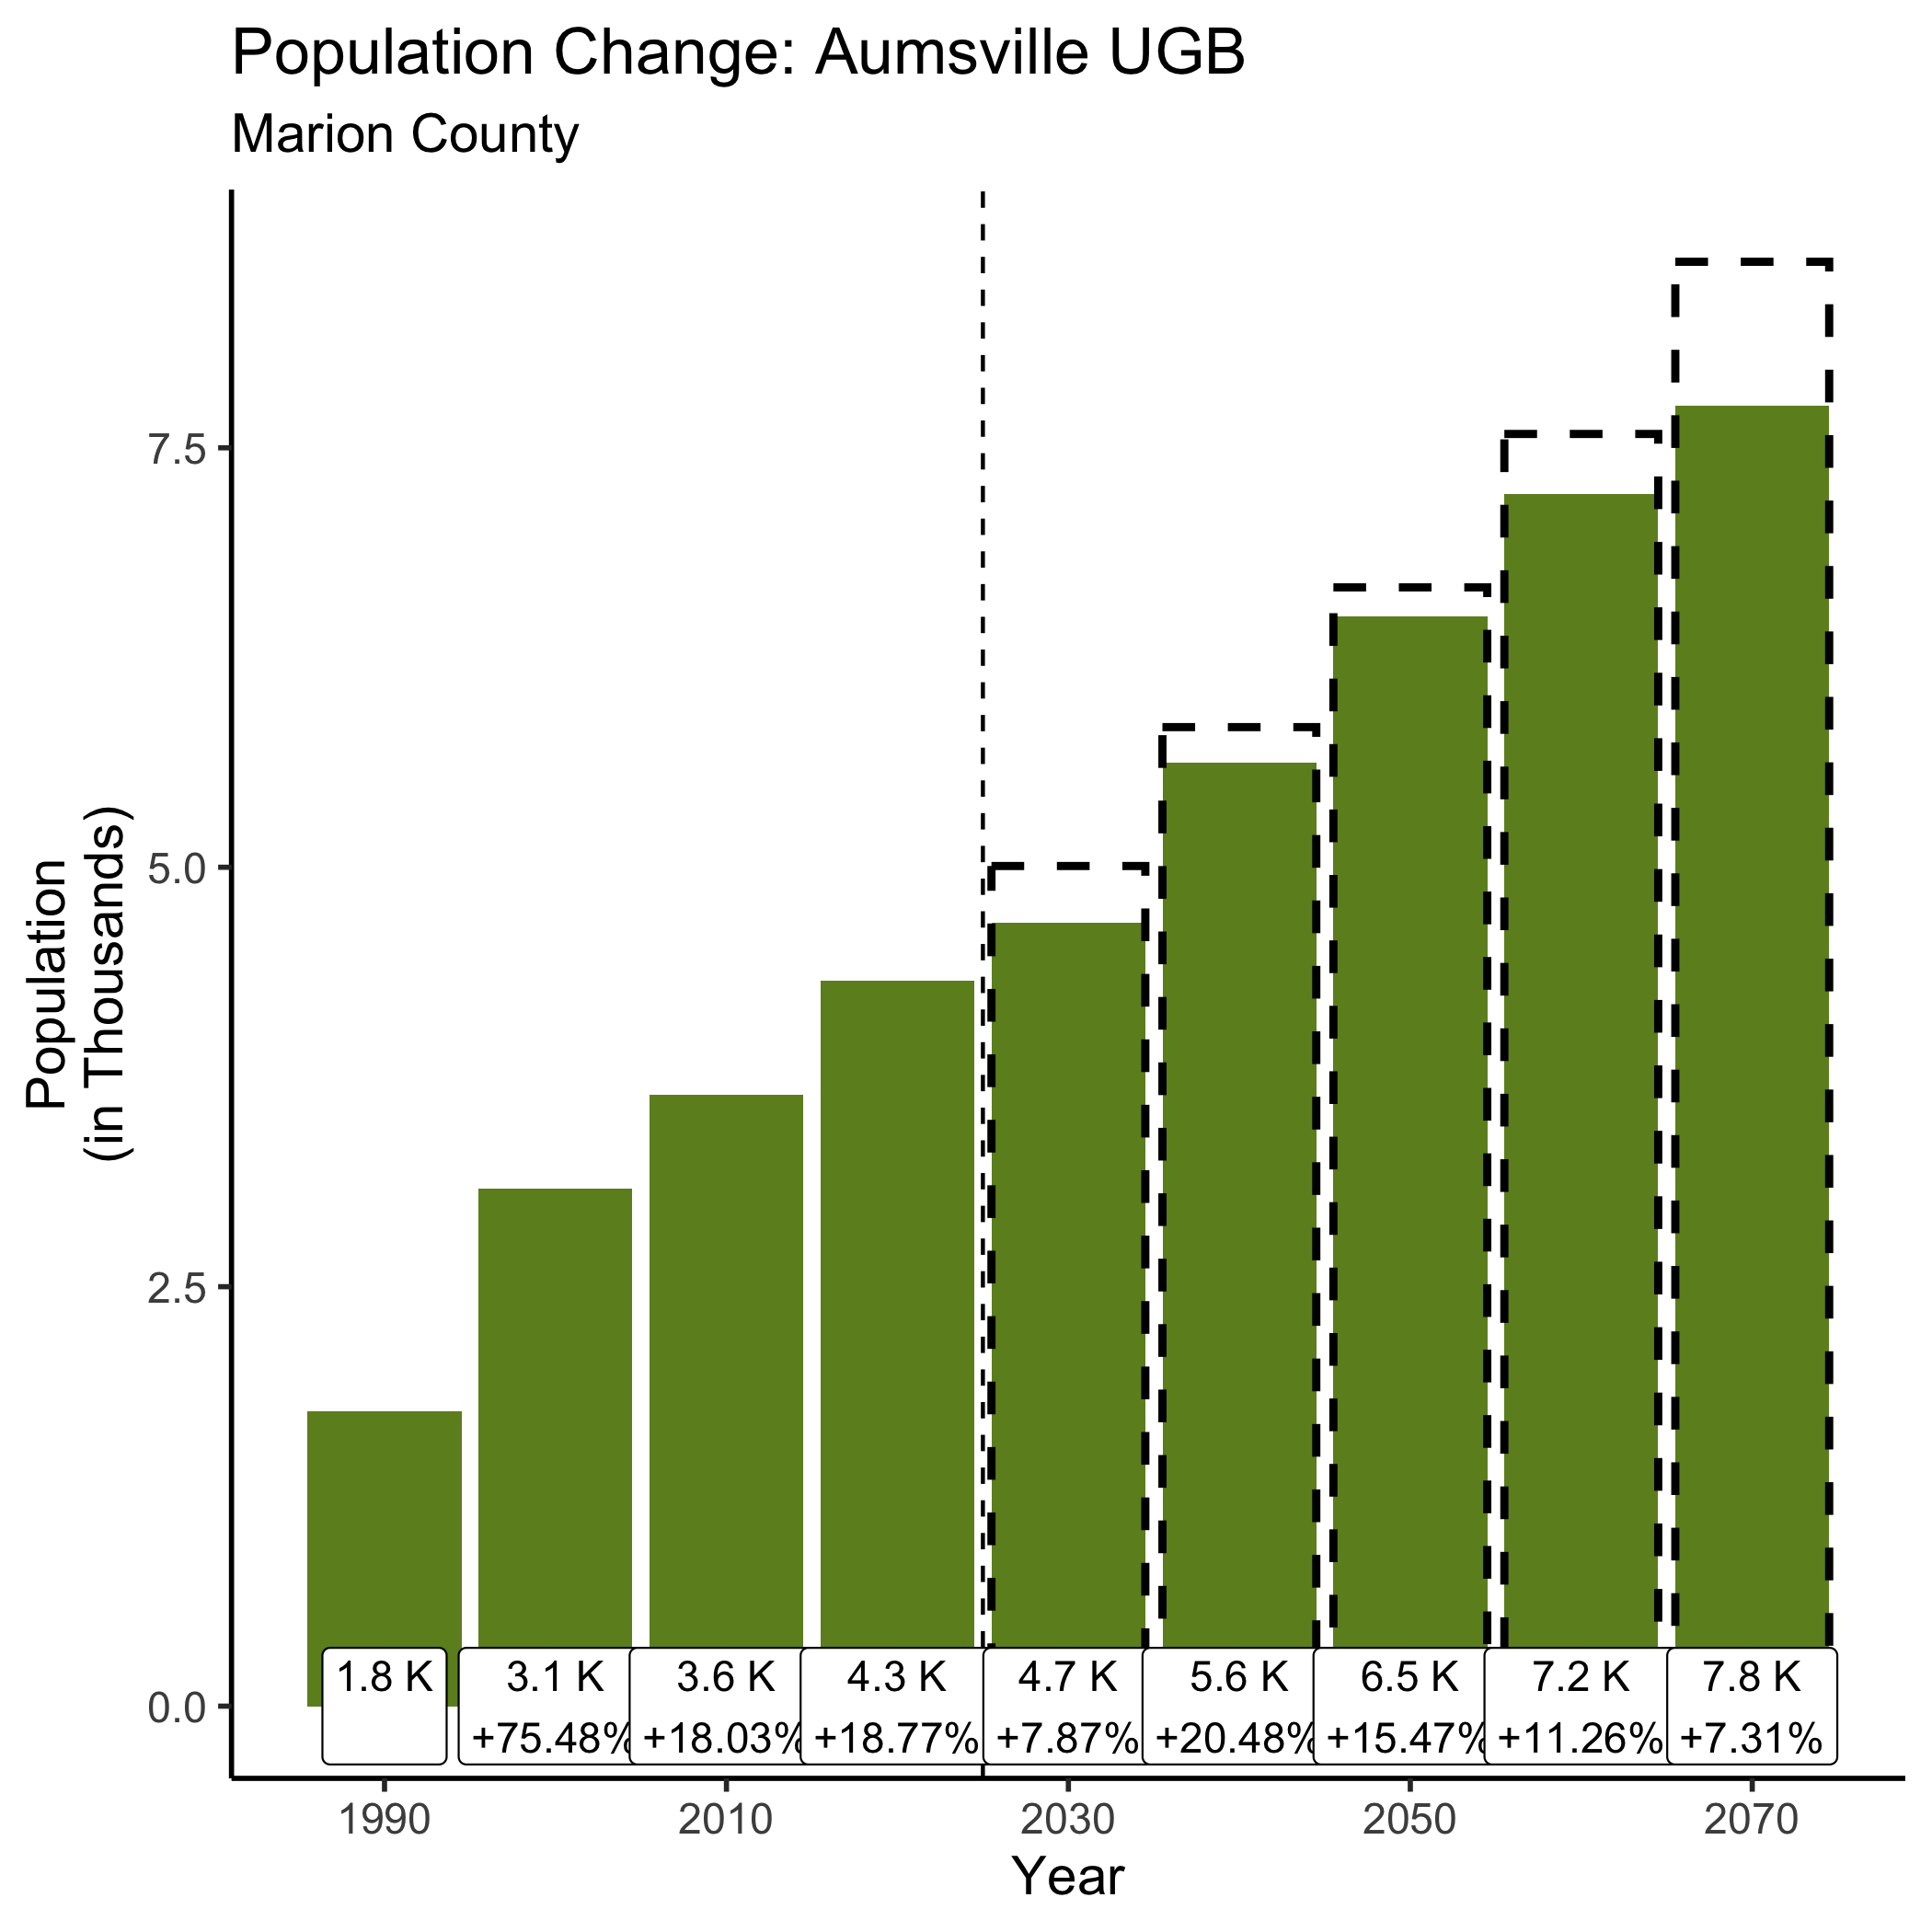 Population Change: Aumsville UGB
Marion County
Population
(in Thousands)
7.5
5.0
2.5
0.0
1.8 K
3.1 K
+75.48%
3.6 K
+18.03%
4.3 K
+18.77%
4.7 K
+7.87%
5.6 K
+20.48%
6.5 K
+15.47%
7.2 K
+11.26%
7.8 K
+7.31%
1990
2010
2030
2050
2070
Year